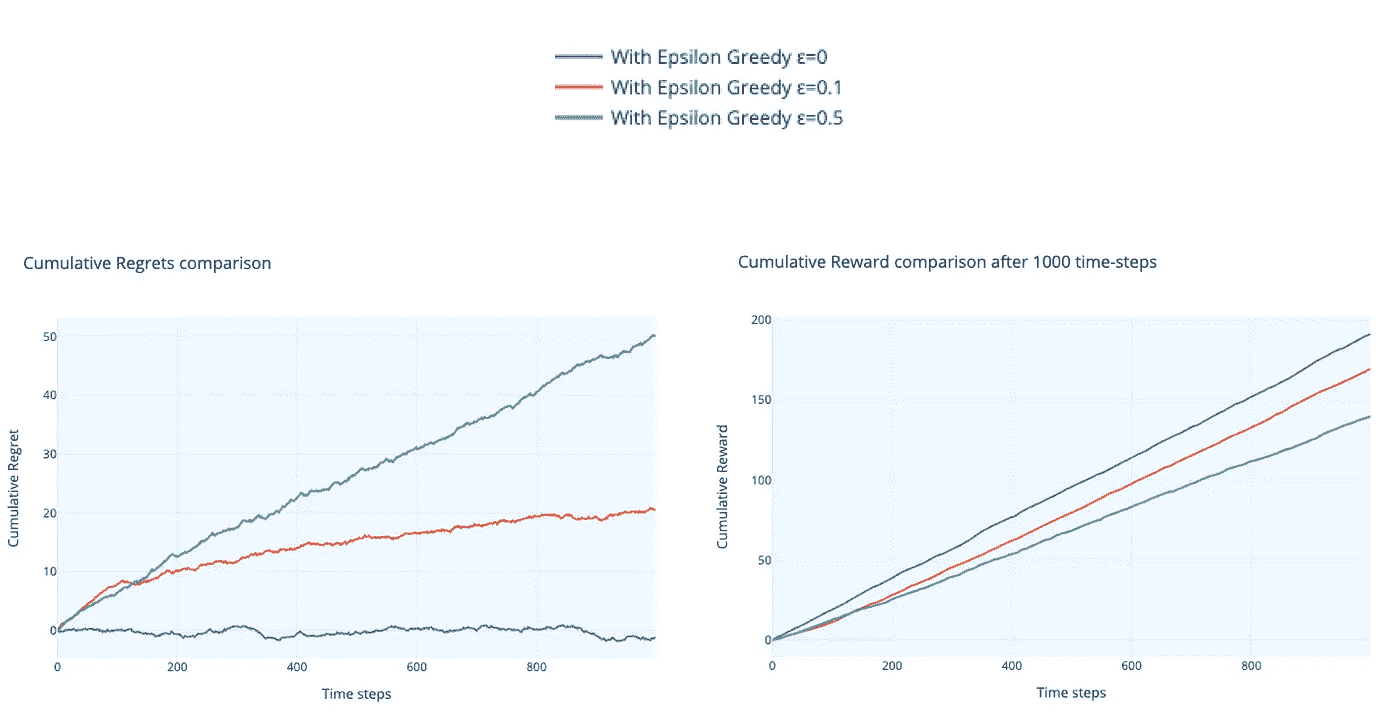 With Epsilon Greedy ε=0
With Epsilon Greedy ε=0.1
With Epsilon Greedy ε=0.5
Cumulative Regrets comparison
50
40
30
20
10
0
Cumulative Regret
0
200
400
600
800
Time steps
Cumulative Reward comparison after 1000 time-steps
200
150
100
50
0
Cumulative Reward
0
200
400
600
800
Time steps